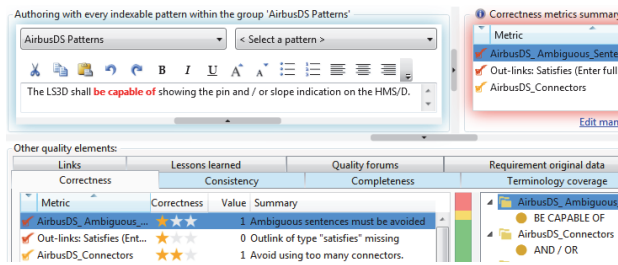 Authoring with every indexable pattern within the group 'AirbusDS Patterns'
AirbusDS Patterns
< Select a pattern >
B I U A A
The LS3D shall be capable of showing the pin and / or slope indication on the HMS/D.
Correctness metrics summary
Metric
AirbusDS_ Ambiguous_
Out-links: Satisfies (Enter full
AirbusDS_Connectors
Edit
Other quality elements:
Links Lessons learned Quality forums Requirement original data
Correctness Consistency Completeness Terminology coverage
Metric Correctness Value Summary
AirbusDS_ Ambiguous_... 1 Ambiguous sentences must be avoided
Out-links: Satisfies (Ent... 0 Outlink of type "satisfies" missing
AirbusDS_Connectors 1 Avoid using too many connectors.
AirbusDS_ Ambiguous_
BE CAPABLE OF
AirbusDS_Connectors
AND / OR